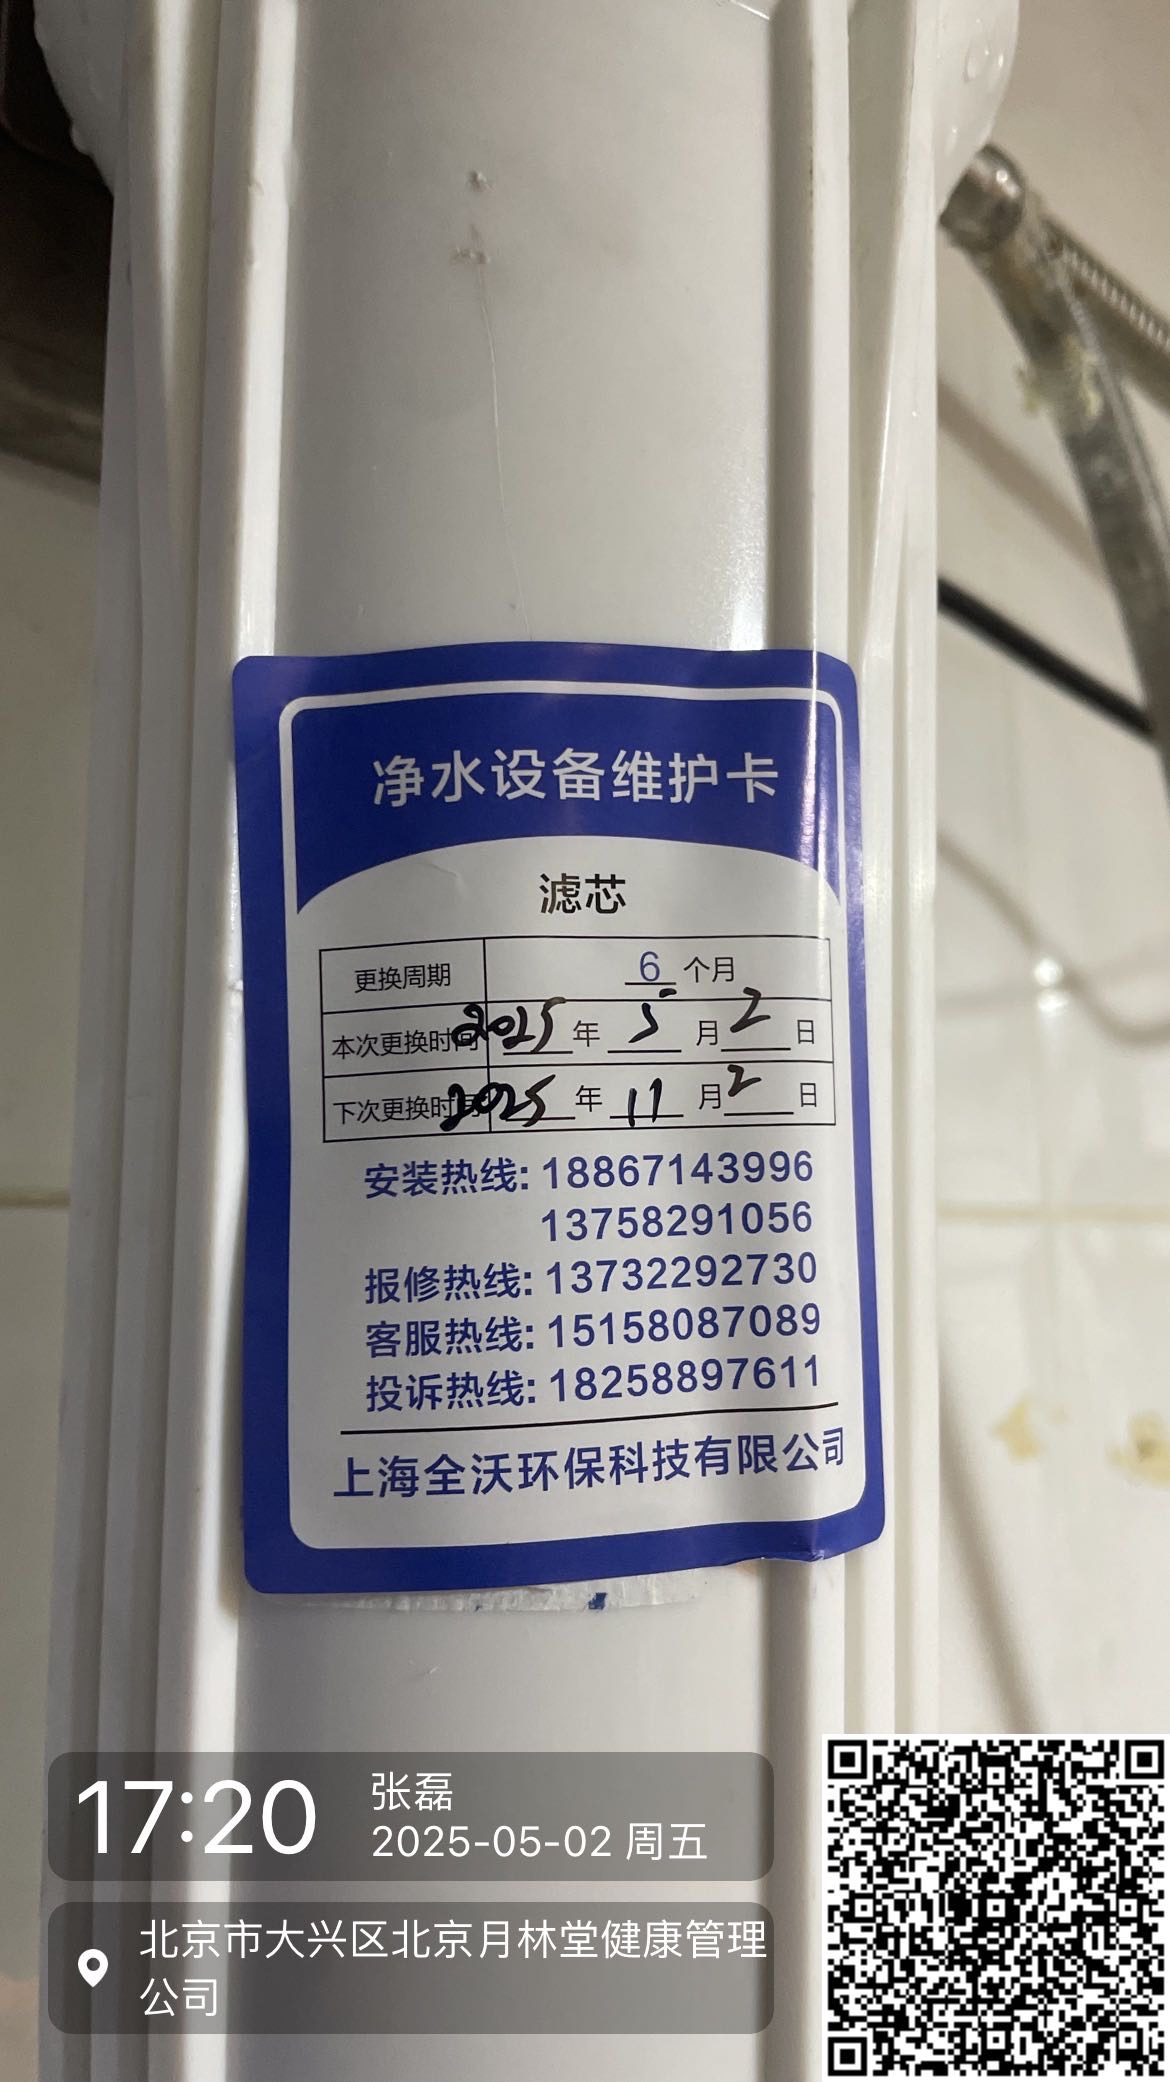 净水设备维护卡
滤芯
更换周期 6 个月
本次更换时间 2025 年 5 月 2 日
下次更换时间 2025 年 11 月 2 日
安装热线: 18867143996
13758291056
报修热线: 13732292730
客服热线: 15158087089
投诉热线: 18258897611
上海全沃环保科技有限公司
17:20
张磊
2025-05-02 周五
北京市大兴区北京月林堂健康管理
公司